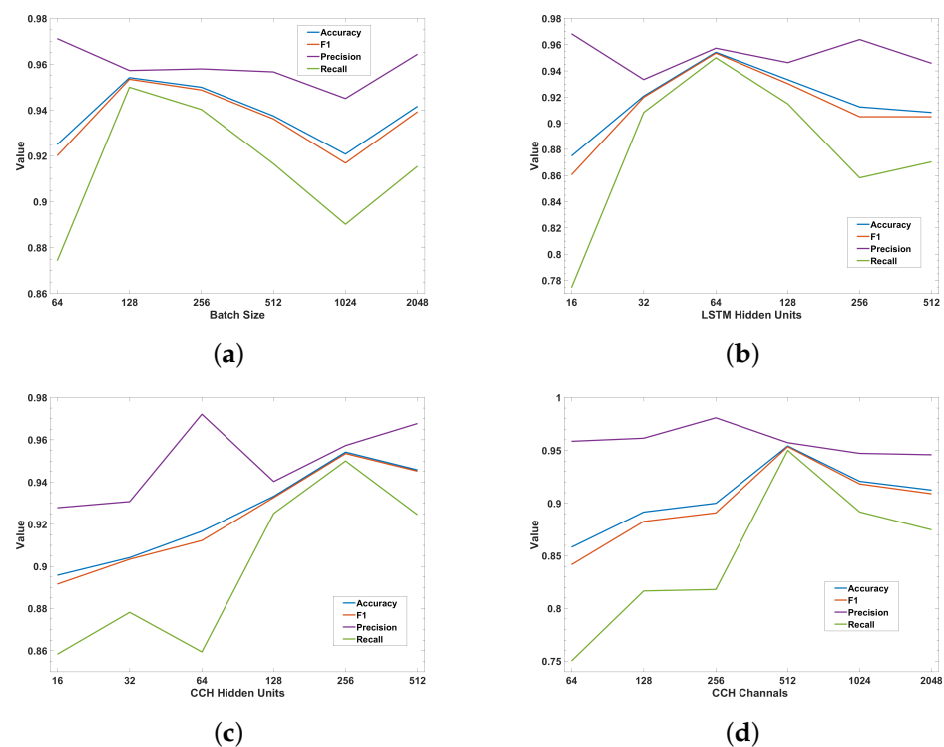 0.98
0.96
0.94
0.92
0.9
0.88
0.86
Value
64 128 256 512 1024 2048
Batch Size
Accuracy
F1
Precision
Recall
(a)
0.98
0.96
0.94
0.92
0.9
0.88
0.86
0.84
0.82
0.8
0.78
Value
16 32 64 128 256 512
LSTM Hidden Units
Accuracy
F1
Precision
Recall
(b)
0.98
0.96
0.94
0.92
0.9
0.88
0.86
Value
16 32 64 128 256 512
CCH Hidden Units
Accuracy
F1
Precision
Recall
(c)
1
0.95
0.9
0.85
0.8
0.75
Value
64 128 256 512 1024 2048
CCH Channels
Accuracy
F1
Precision
Recall
(d)